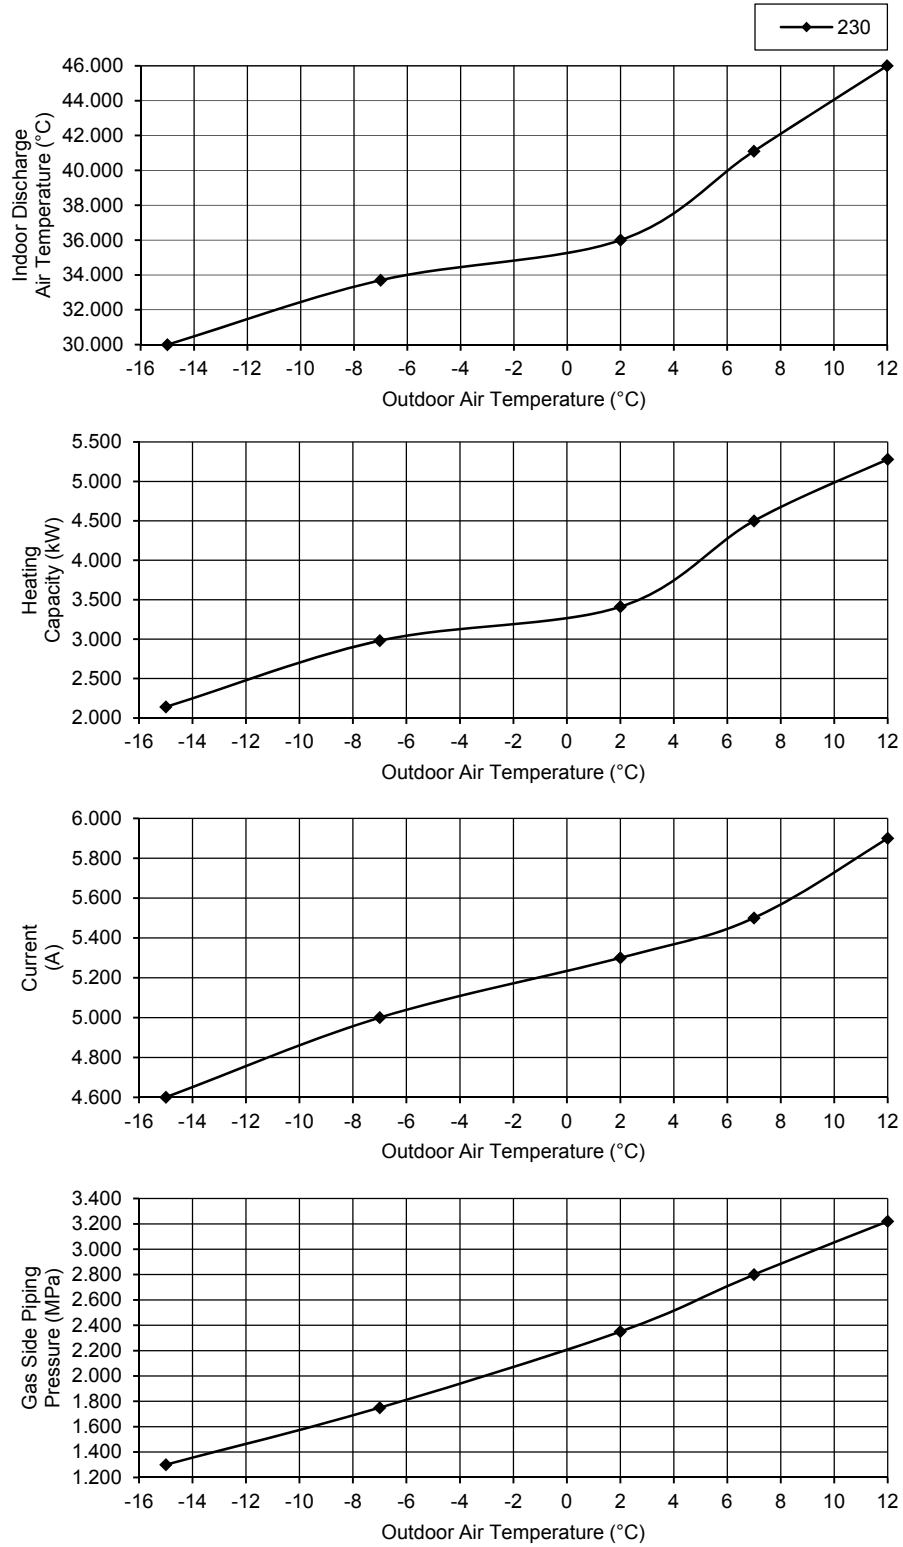 230
46.000
44.000
42.000
40.000
38.000
36.000
34.000
32.000
30.000
Indoor Discharge
Air Temperature (°C)
-16 -14 -12 -10 -8 -6 -4 -2 0 2 4 6 8 10 12
Outdoor Air Temperature (°C)
5.500
5.000
4.500
4.000
3.500
3.000
2.500
2.000
Heating
Capacity (kW)
-16 -14 -12 -10 -8 -6 -4 -2 0 2 4 6 8 10 12
Outdoor Air Temperature (°C)
6.000
5.800
5.600
5.400
5.200
5.000
4.800
4.600
Current
(A)
-16 -14 -12 -10 -8 -6 -4 -2 0 2 4 6 8 10 12
Outdoor Air Temperature (°C)
3.400
3.200
3.000
2.800
2.600
2.400
2.200
2.000
1.800
1.600
1.400
1.200
Gas Side Piping
Pressure (MPa)
-16 -14 -12 -10 -8 -6 -4 -2 0 2 4 6 8 10 12
Outdoor Air Temperature (°C)